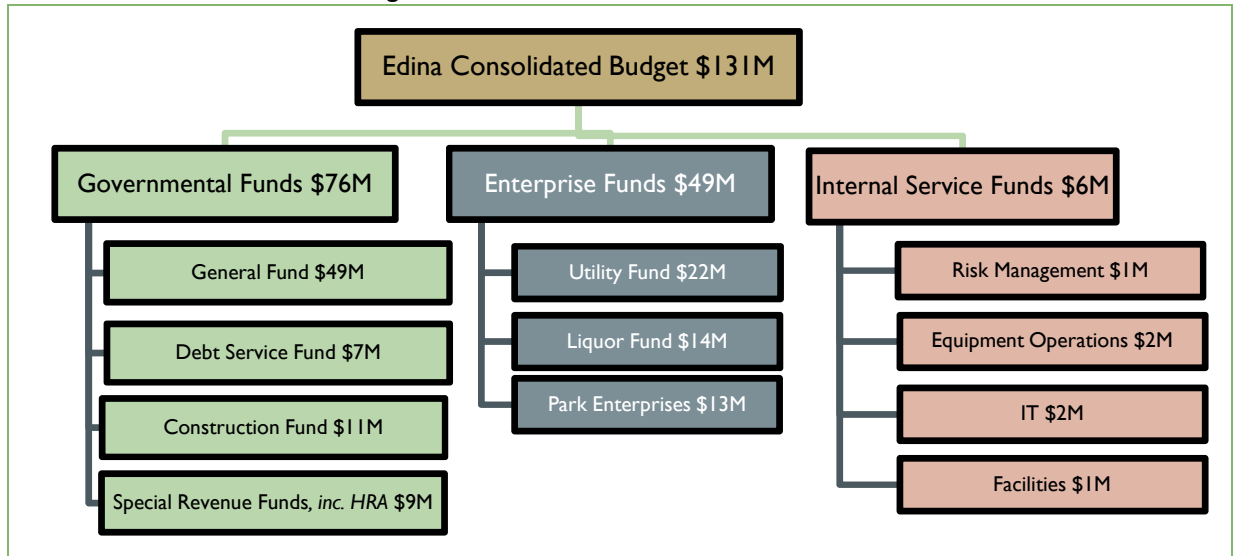 Edina Consolidated Budget $131M
Governmental Funds $76M
General Fund $49M
Debt Service Fund $7M
Construction Fund $11M
Special Revenue Funds, inc. HRA $9M
Enterprise Funds $49M
Utility Fund $22M
Liquor Fund $14M
Park Enterprises $13M
Internal Service Funds $6M
Risk Management $1M
Equipment Operations $2M
IT $2M
Facilities $1M